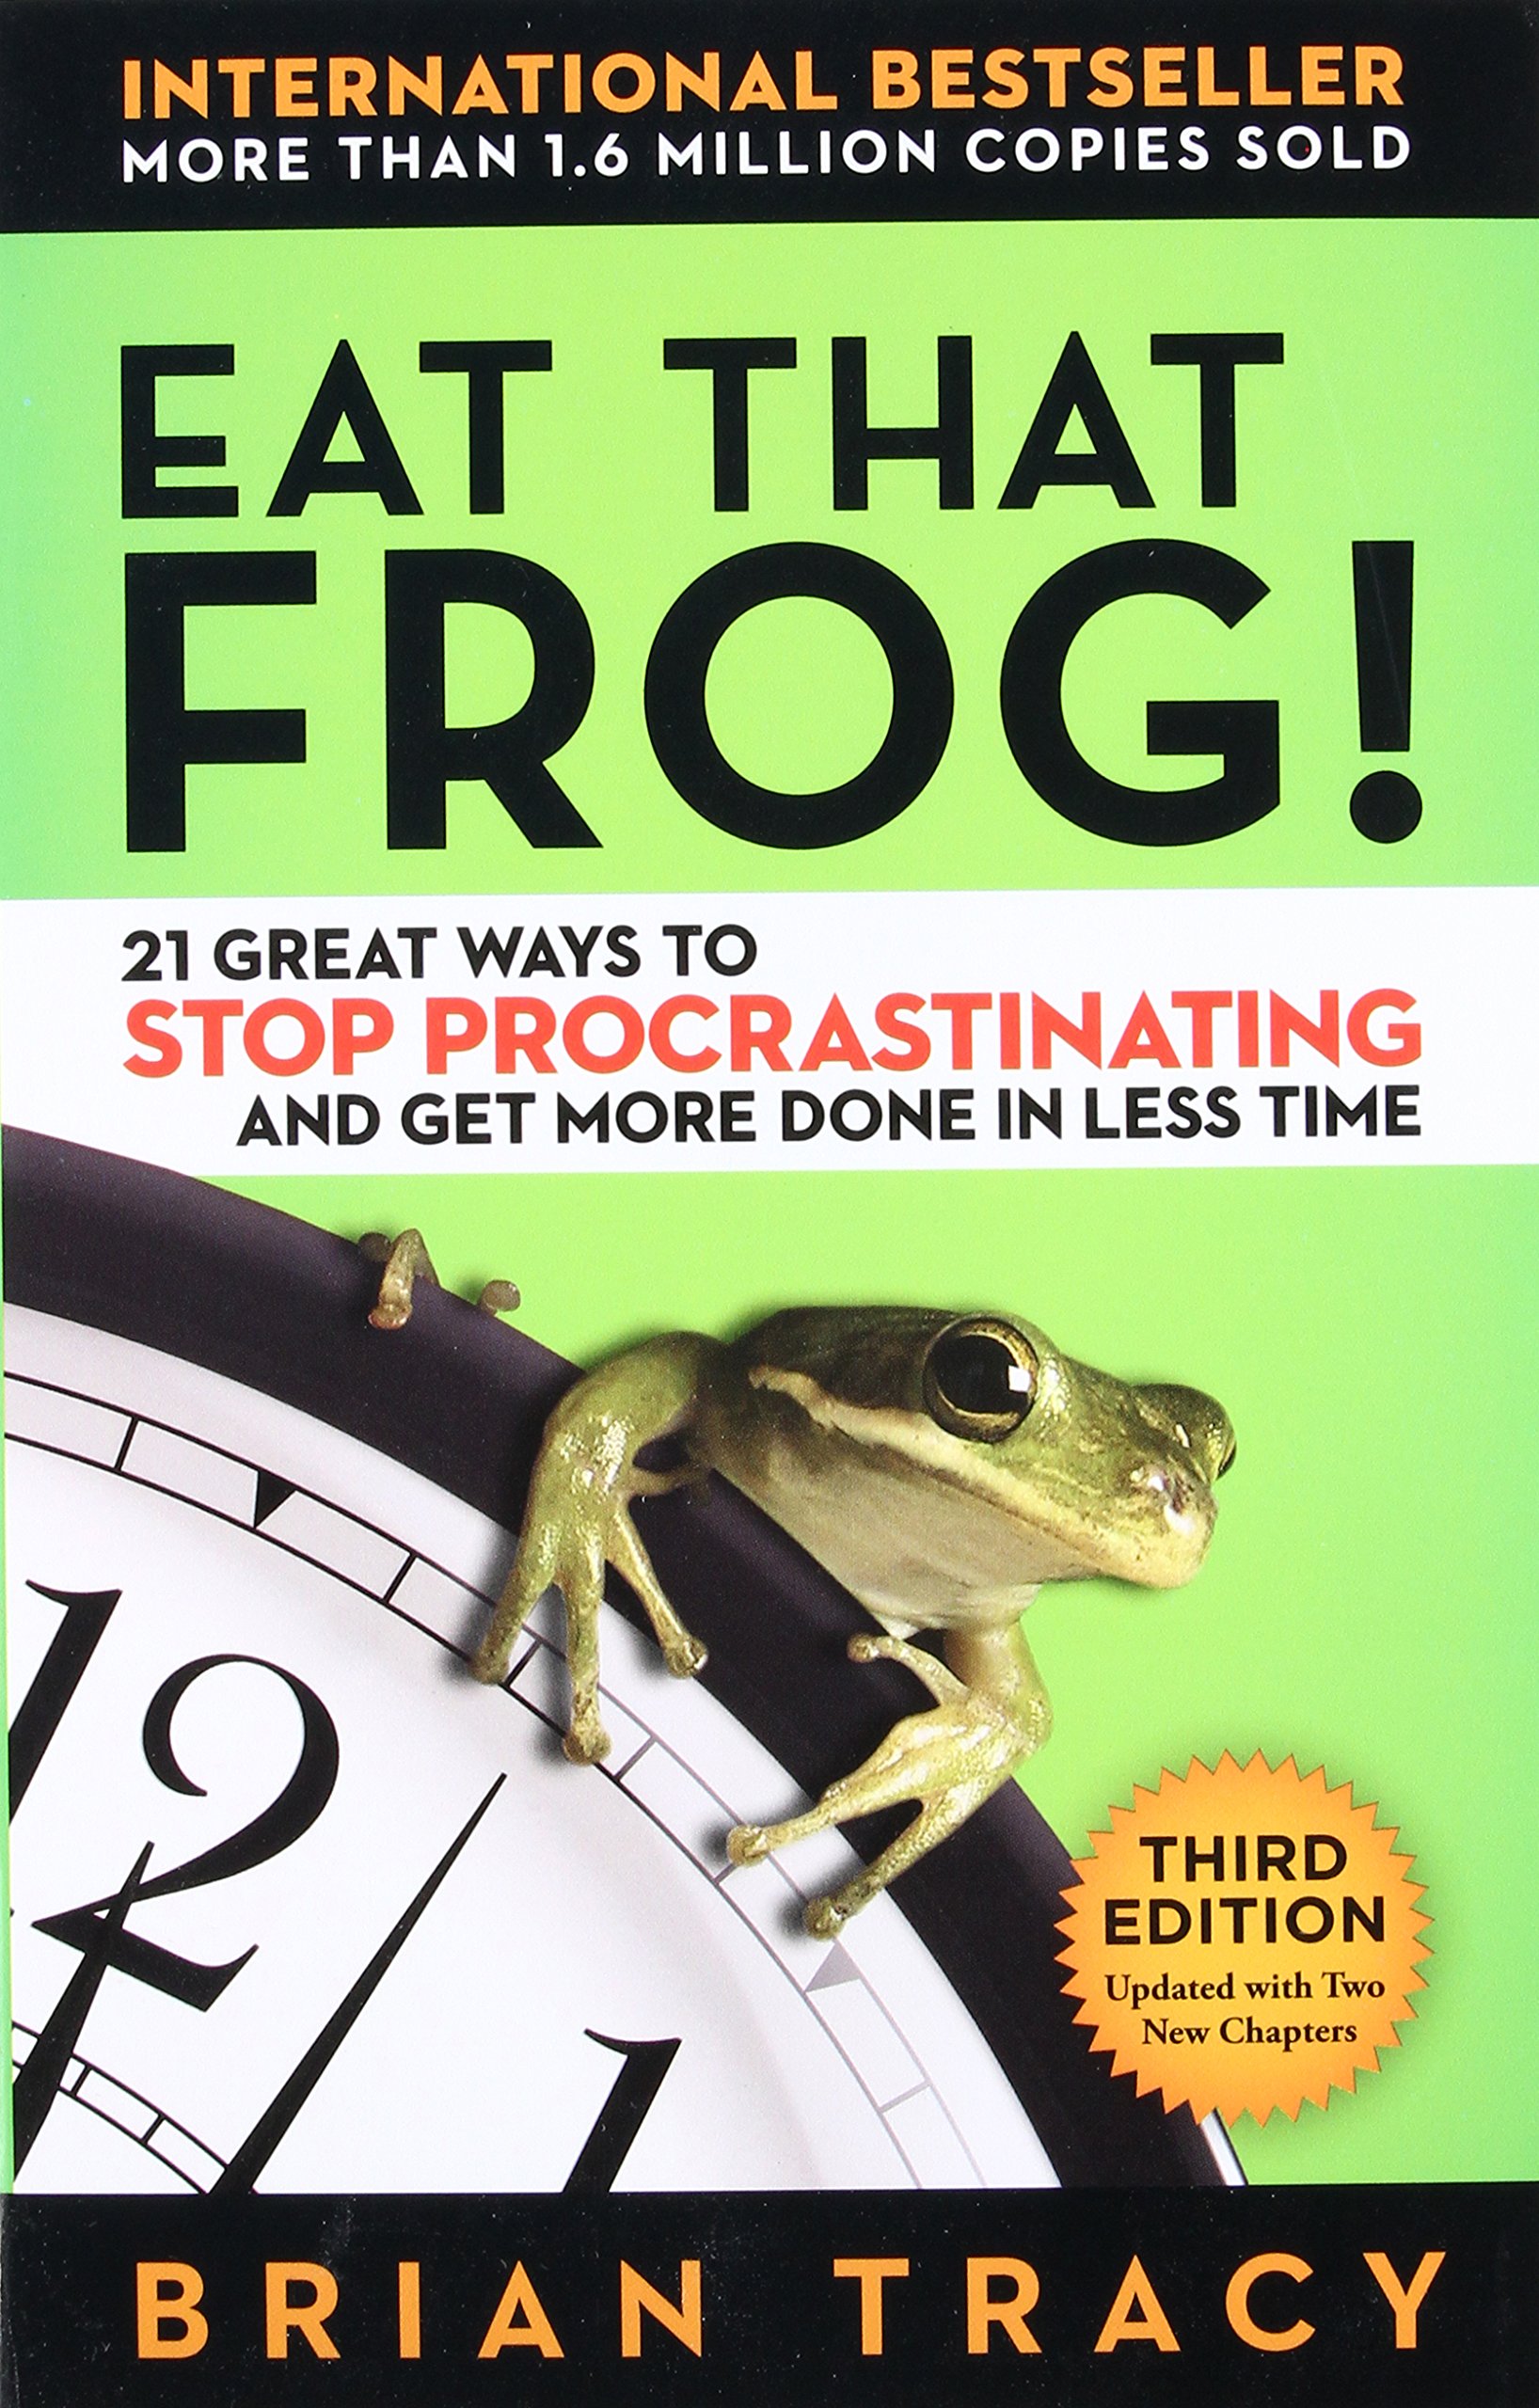 INTERNATIONAL BESTSELLER
MORE THAN 1.6 MILLION COPIES SOLD
EAT THAT
FROG!
21 GREAT WAYS TO
STOP PROCRASTINATING
AND GET MORE DONE IN LESS TIME
12
1
THIRD
EDITION
Updated with Two
New Chapters
BRIAN TRACY